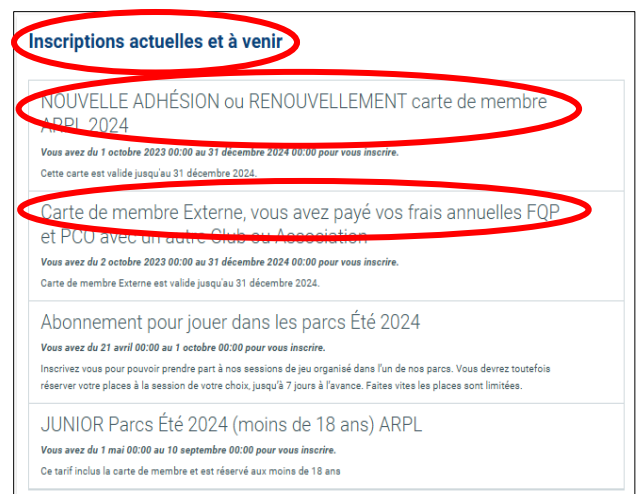 Inscriptions actuelles et à venir
NOUVELLE ADHÉSION ou RENOUVELLEMENT carte de membre
ARPL 2024
Vous avez du 1 octobre 2023 00:00 au 31 décembre 2024 00:00 pour vous inscrire.
Cette carte est valide jusqu'au 31 décembre 2024.
Carte de membre Externe, vous avez payé vos frais annuelles FQP
et PCO avec un autre Club ou Association
Vous avez du 2 octobre 2023 00:00 au 31 décembre 2024 00:00 pour vous inscrire.
Carte de membre Externe est valide jusqu'au 31 décembre 2024.
Abonnement pour jouer dans les parcs Été 2024
Vous avez du 21 avril 00:00 au 1 octobre 00:00 pour vous inscrire.
Inscrivez vous pour pouvoir prendre part à nos sessions de jeu organisé dans l'un de nos parcs. Vous devrez toutefois
réserver votre places à la session de votre choix, jusqu'à 7 jours à l'avance. Faites vites les places sont limitées.
JUNIOR Parcs Été 2024 (moins de 18 ans) ARPL
Vous avez du 1 mai 00:00 au 10 septembre 00:00 pour vous inscrire.
Ce tarif inclus la carte de membre et est réservé aux moins de 18 ans